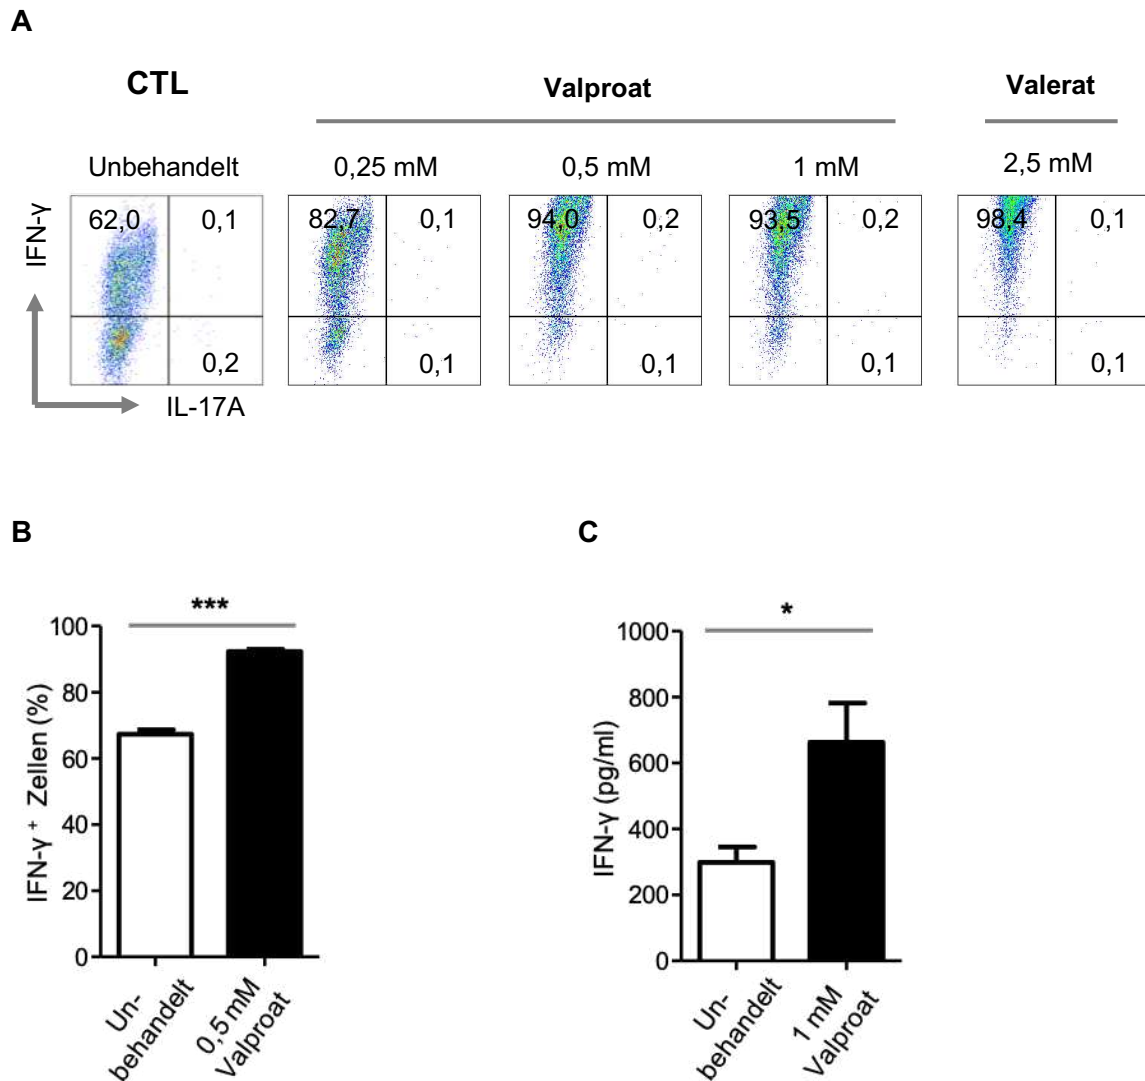 A
CTL
Valproat
Valerat
Unbehandelt
0,25 mM
0,5 mM
1 mM
2,5 mM
IFN-γ
62,0
0,1
82,7
0,1
94,0
0,2
93,5
0,2
98,4
0,1
0,2
0,1
0,1
0,1
0,1
IL-17A
B
***
IFN-γ + Zellen (%)
100
80
60
40
20
0
Un-
behandelt
0,5 mM
Valproat
C
*
IFN-γ (pg/ml)
1000
800
600
400
200
0
Un-
behandelt
1 mM
Valproat